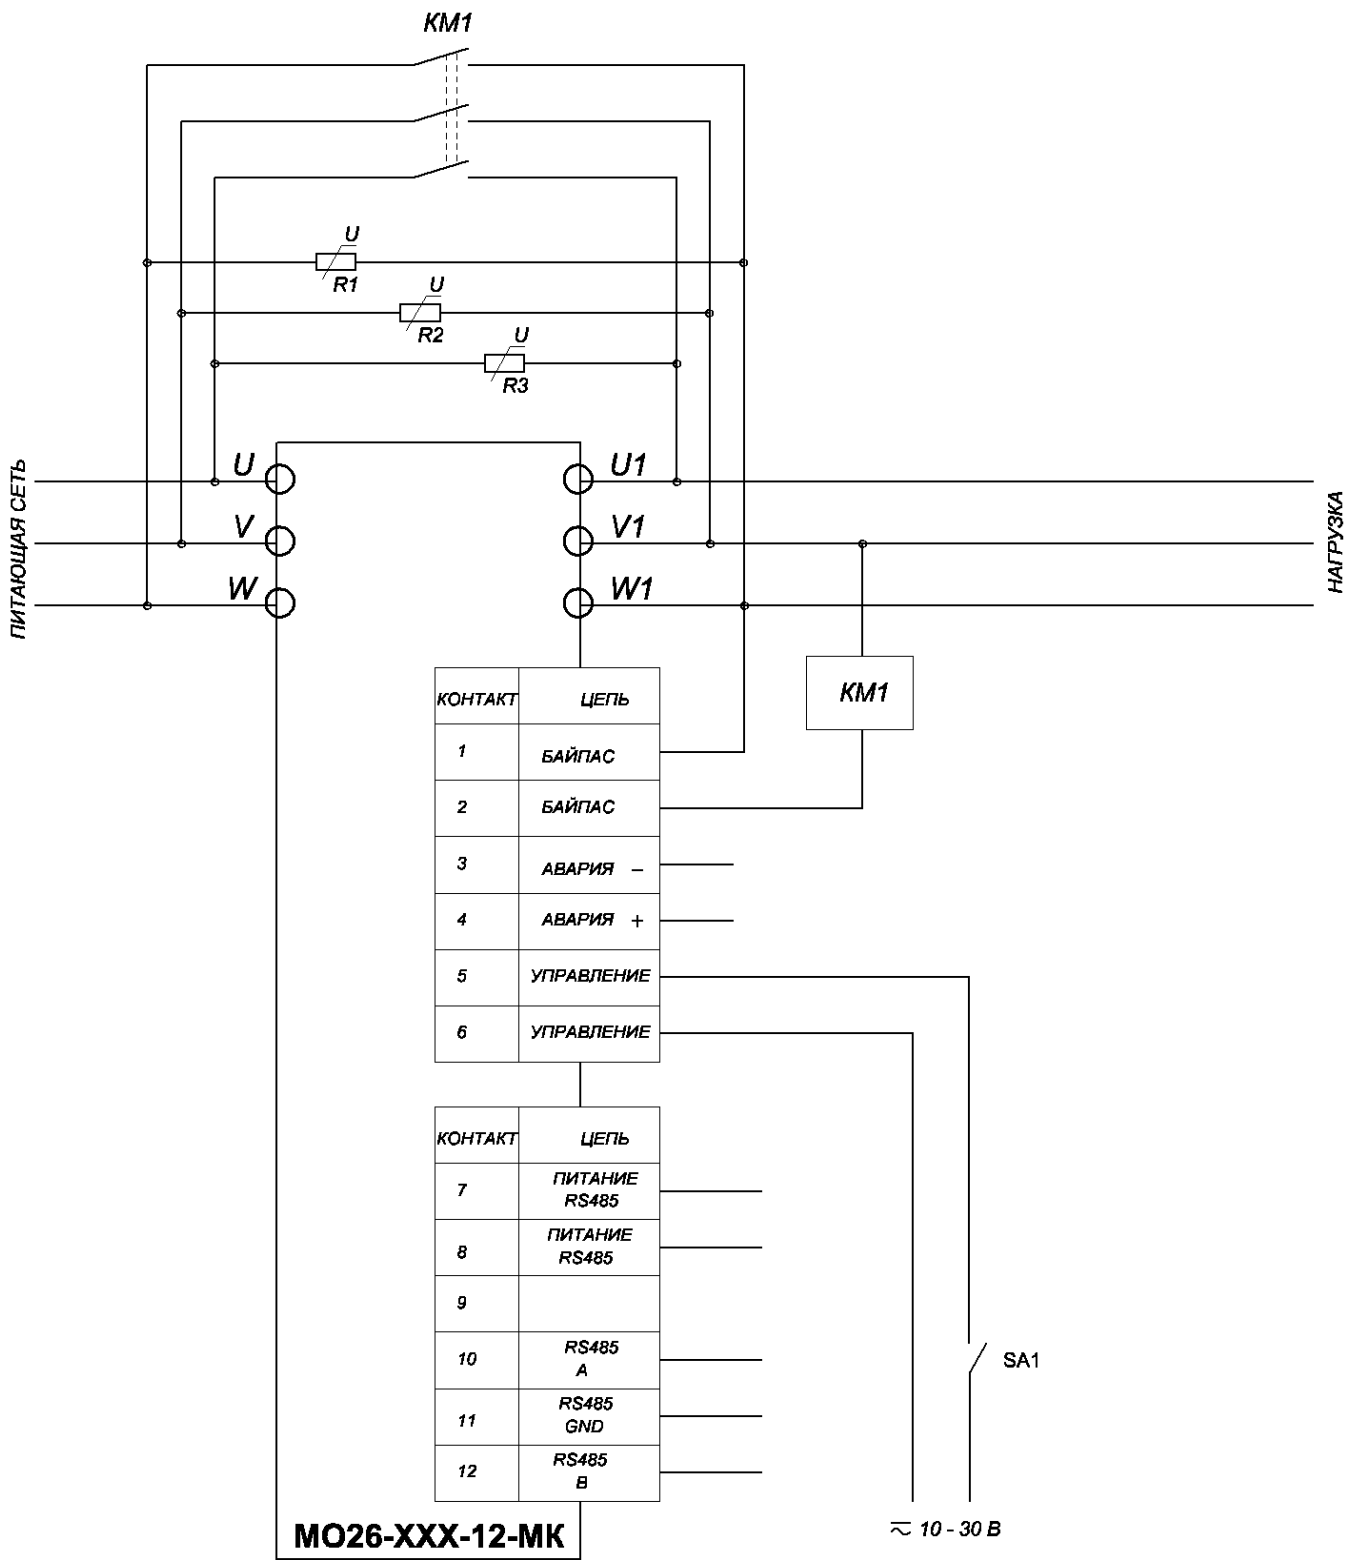 KM1
U
R1
U
R2
U
R3
ПИТАЮЩАЯ СЕТЬ
U
U1
V
V1
W
W1
НАГРУЗКА
KM1
КОНТАКТ ЦЕПЬ
1 БАЙПАС
2 БАЙПАС
3 АВАРИЯ –
4 АВАРИЯ +
5 УПРАВЛЕНИЕ
6 УПРАВЛЕНИЕ
КОНТАКТ ЦЕПЬ
7 ПИТАНИЕ
RS485
8 ПИТАНИЕ
RS485
9
10 RS485
A
11 RS485
GND
12 RS485
B
SA1
10 - 30 В
МО26-ХХХ-12-МК